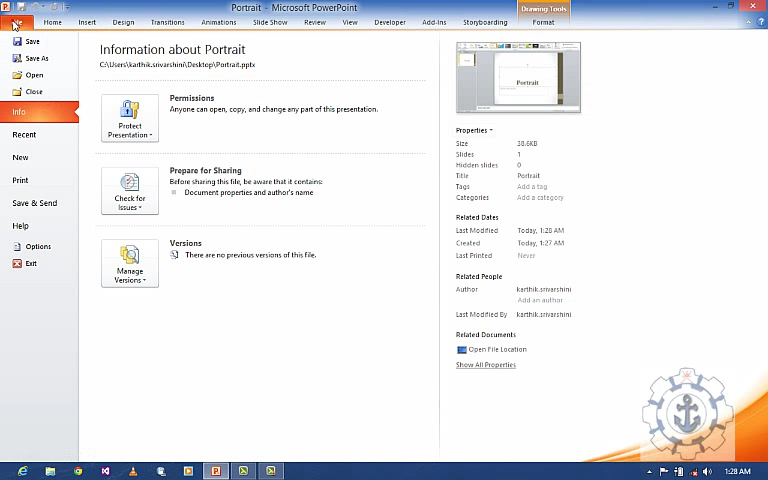 Portrait - Microsoft PowerPoint
Drawing Tools
File
Home
Insert
Design
Transitions
Animations
Slide Show
Review
View
Developer
Add-Ins
Storyboarding
Format
Save
Save As
Open
Close
Info
Recent
New
Print
Save & Send
Help
Options
Exit
Information about Portrait
C:\Users\karthik.srivarshini\Desktop\Portrait.pptx
Protect
Presentation
Permissions
Anyone can open, copy, and change any part of this presentation.
Check for
Issues
Prepare for Sharing
Before sharing this file, be aware that it contains:
Document properties and author's name
Manage
Versions
Versions
There are no previous versions of this file.
Portrait
Properties
Size 38.6KB
Slides 1
Hidden slides 0
Title Portrait
Tags Add a tag
Categories Add a category
Related Dates
Last Modified Today, 1:28 AM
Created Today, 1:27 AM
Last Printed Never
Related People
Author karthik.srivarshini
Add an author
Last Modified By karthik.srivarshini
Related Documents
Open File Location
Show All Properties
1:28 AM